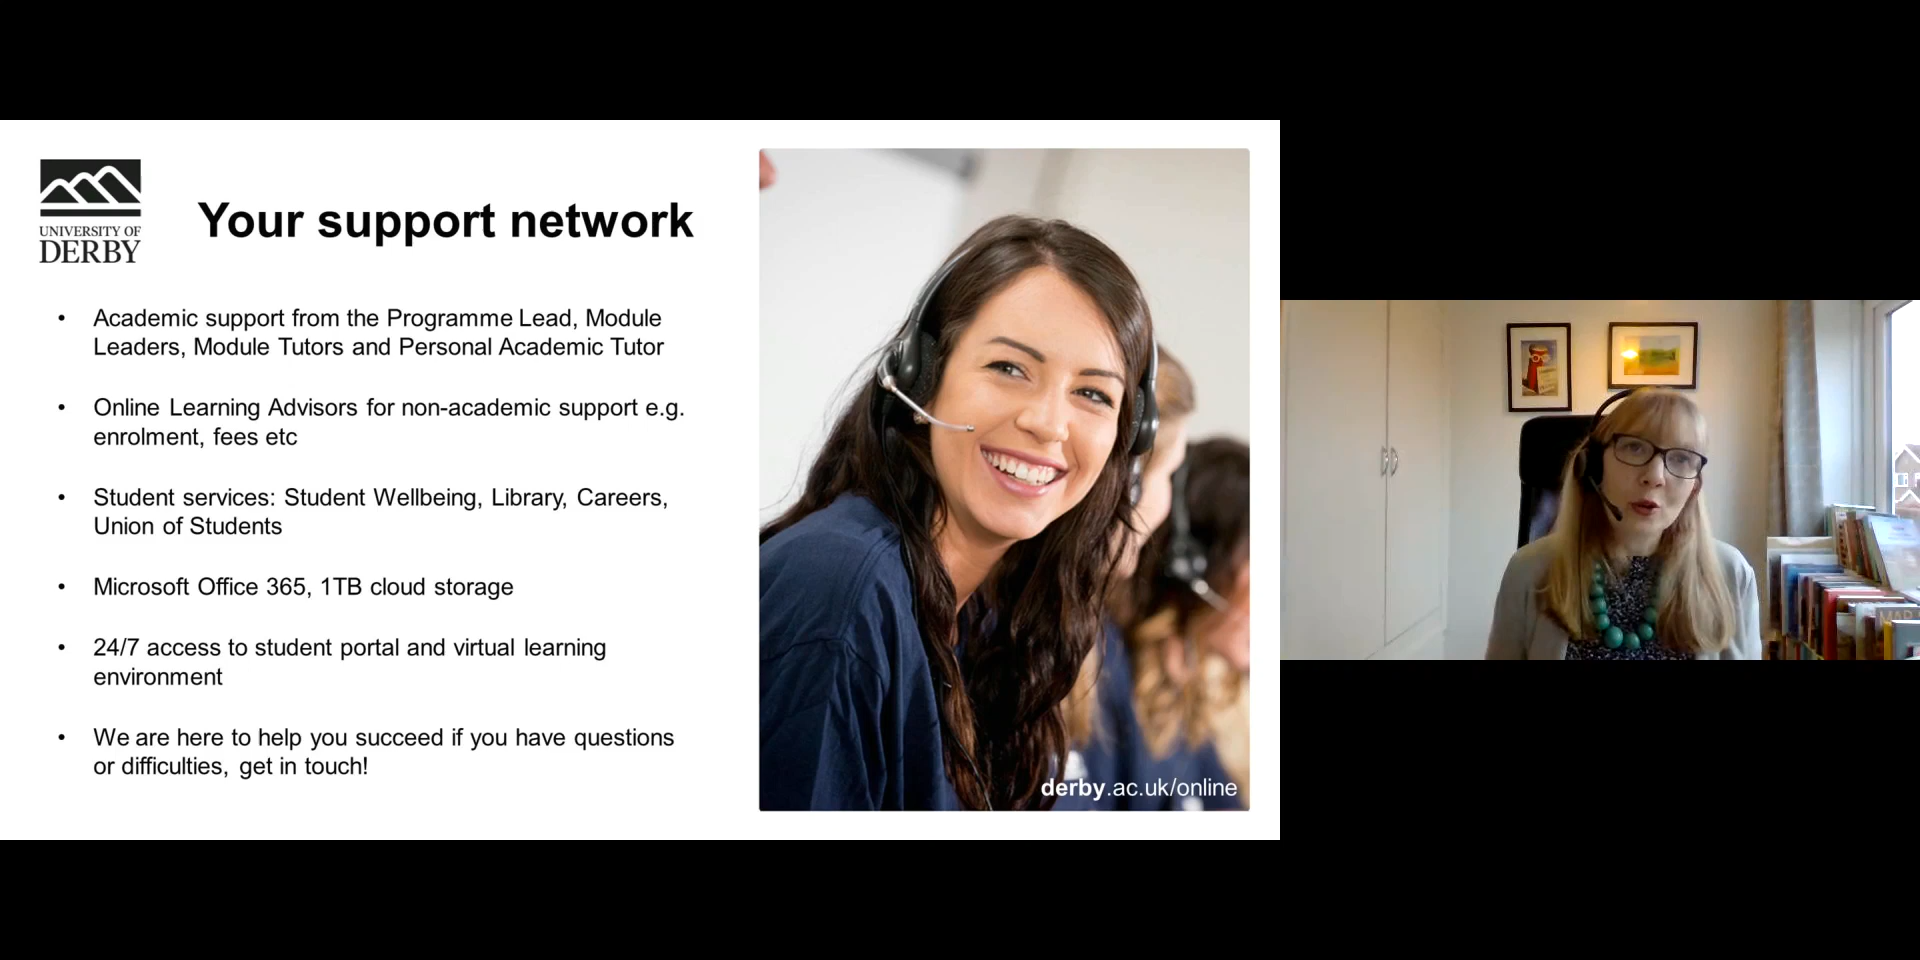 UNIVERSITY OF
DERBY
Your support network
• Academic support from the Programme Lead, Module
Leaders, Module Tutors and Personal Academic Tutor
• Online Learning Advisors for non-academic support e.g.
enrolment, fees etc
• Student services: Student Wellbeing, Library, Careers,
Union of Students
• Microsoft Office 365, 1TB cloud storage
• 24/7 access to student portal and virtual learning
environment
• We are here to help you succeed if you have questions
or difficulties, get in touch!
derby.ac.uk/online